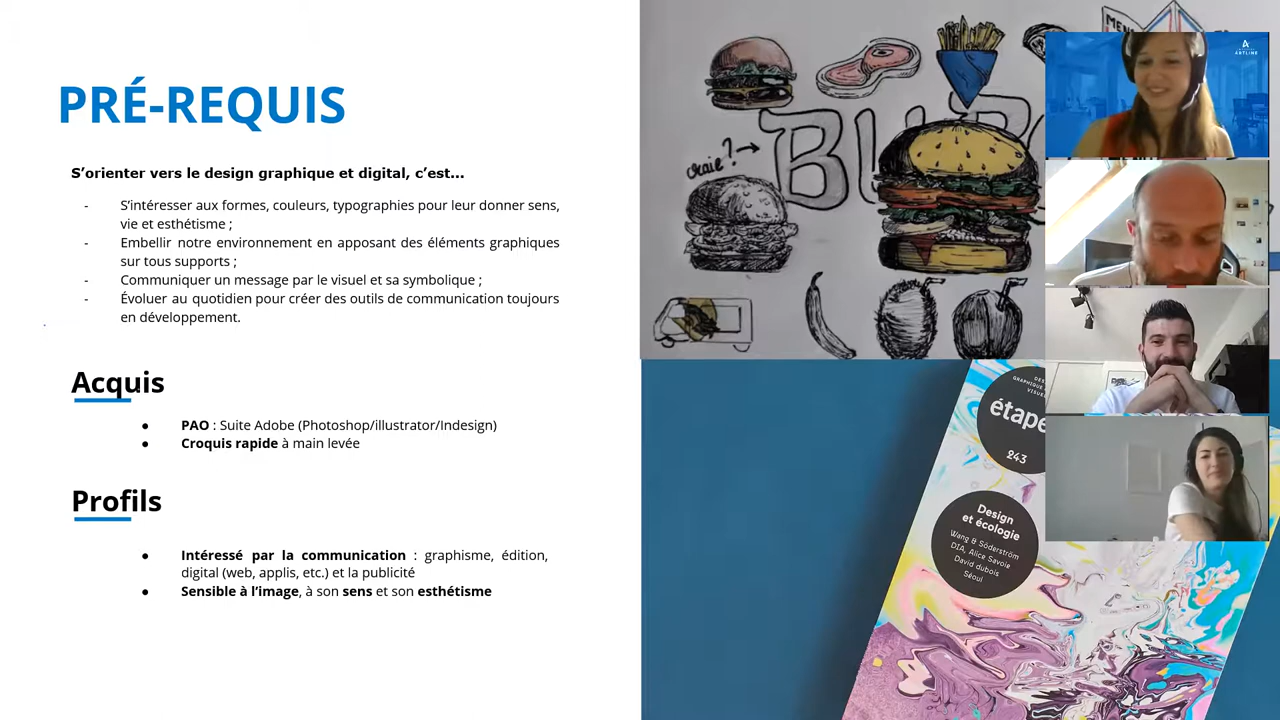 PRÉ-REQUIS
S’orienter vers le design graphique et digital, c’est...
- S’intéresser aux formes, couleurs, typographies pour leur donner sens,
vie et esthétisme ;
- Embellir notre environnement en apposant des éléments graphiques
sur tous supports ;
- Communiquer un message par le visuel et sa symbolique ;
- Évoluer au quotidien pour créer des outils de communication toujours
en développement.
Acquis
● PAO : Suite Adobe (Photoshop/illustrator/Indesign)
● Croquis rapide à main levée
Profils
● Intéressé par la communication : graphisme, édition,
digital (web, applis, etc.) et la publicité
● Sensible à l’image, à son sens et son esthétisme
vraie ?
BU
ARTLINE
étape
243
Design
et écologie
Wang & Söderström
DIA, Alice Savoie
David dubois
Séoul